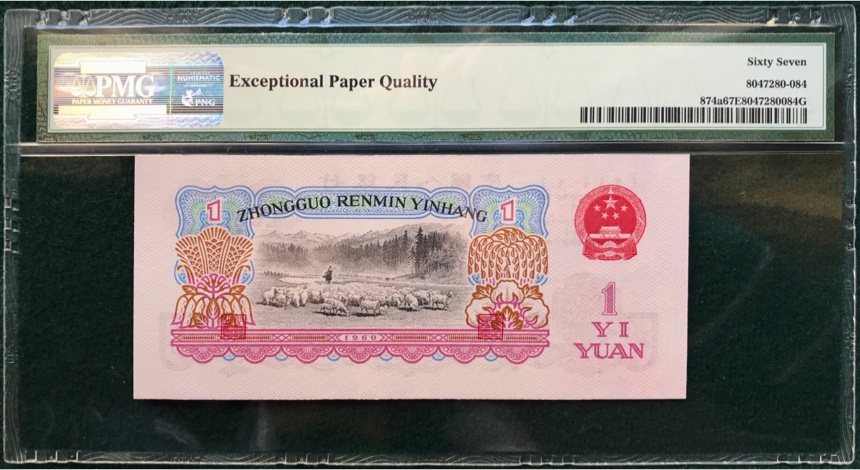 PMG
PAPER MONEY GUARANTY
NUMISMATIC
PNG
Exceptional Paper Quality
Sixty Seven
8047280-084
874a67E8047280084G
1
ZHONGGUO RENMIN YINHANG
1
1960
1
YI
YUAN